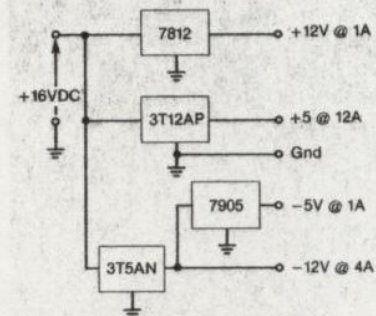 7812
+12V @ 1A
+16VDC
3T12AP
+5 @ 12A
Gnd
7905
−5V @ 1A
3T5AN
−12V @ 4A